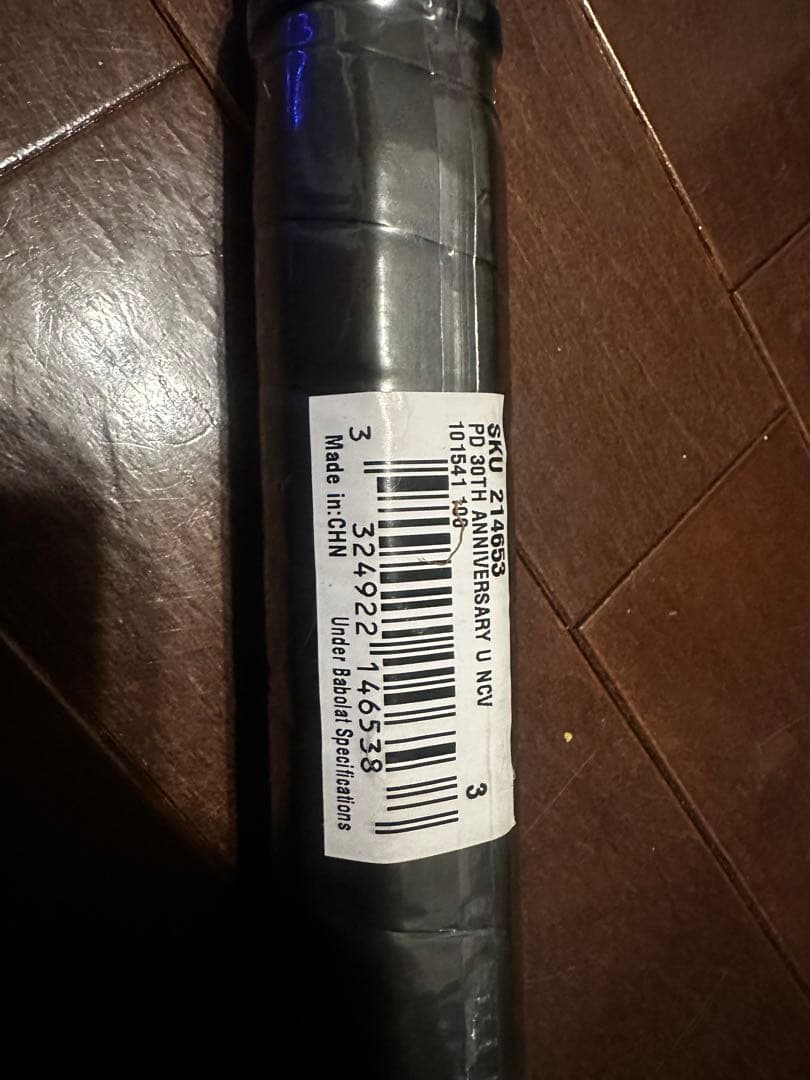 SKU 214653
PD 30TH ANNIVERSARY U NCV
101541 100 3
3 324922 146538
Made in:CHN Under Babolat Specifications